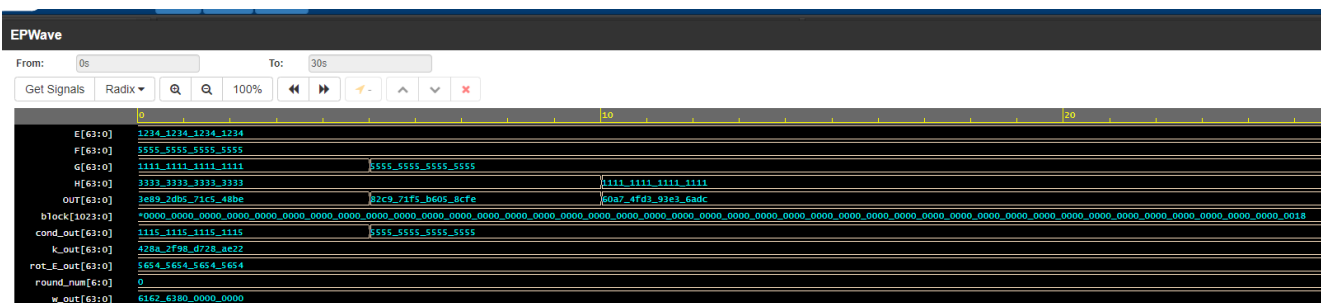 EPWave
From: 0s To: 30s
Get Signals Radix 100% -
0 10 20
E[63:0] 1234_1234_1234_1234
F[63:0] 5555_5555_5555_5555
G[63:0] 1111_1111_1111_1111 5555_5555_5555_5555
H[63:0] 3333_3333_3333_3333 1111_1111_1111_1111
OUT[63:0] 3e89_2db5_71c5_48be 82c9_71f5_b605_8cfe 60a7_4fd3_93e3_6adc
block[1023:0] *0000_0000_0000_0000_0000_0000_0000_0000_0000_0000_0000_0000_0000_0000_0000_0000_0000_0000_0000_0000_0000_0000_0000_0000_0000_0000_0000_0000_0000_0000_0000_0000_0000_0000_0000_0018
cond_out[63:0] 1115_1115_1115_1115 5555_5555_5555_5555
k_out[63:0] 428a_2f98_d728_ae22
rot_E_out[63:0] 5654_5654_5654_5654
round_num[6:0] 0
w_out[63:0] 6162_6380_0000_0000